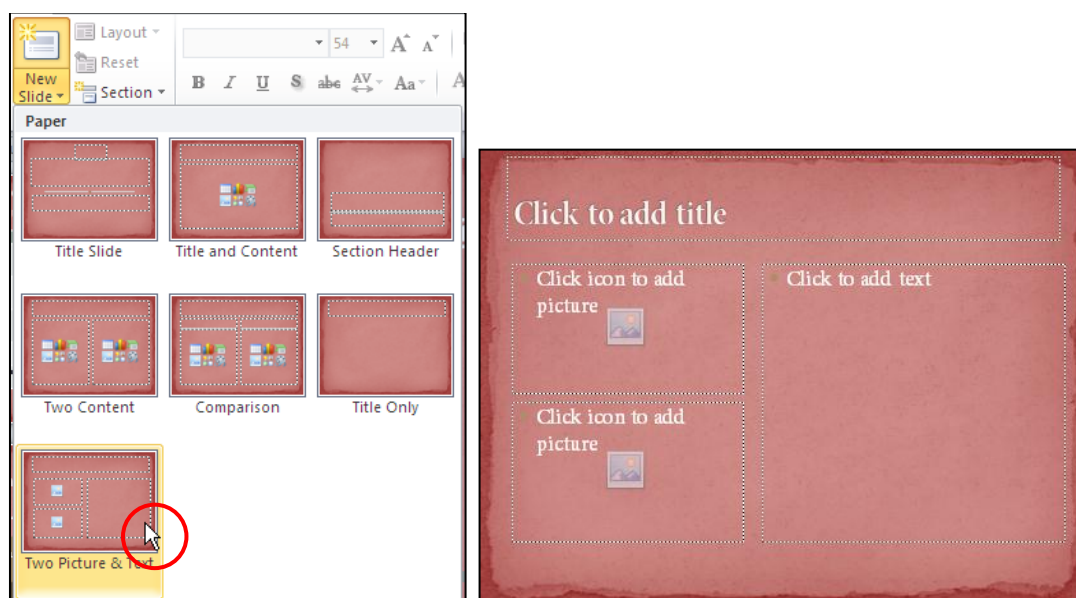 Layout
54
A A
Reset
New
Slide
Section
B I U S abc AV Aa A
Paper
Title Slide
Title and Content
Section Header
Two Content
Comparison
Title Only
Two Picture & Text
Click to add title
Click icon to add
picture
Click to add text
Click icon to add
picture